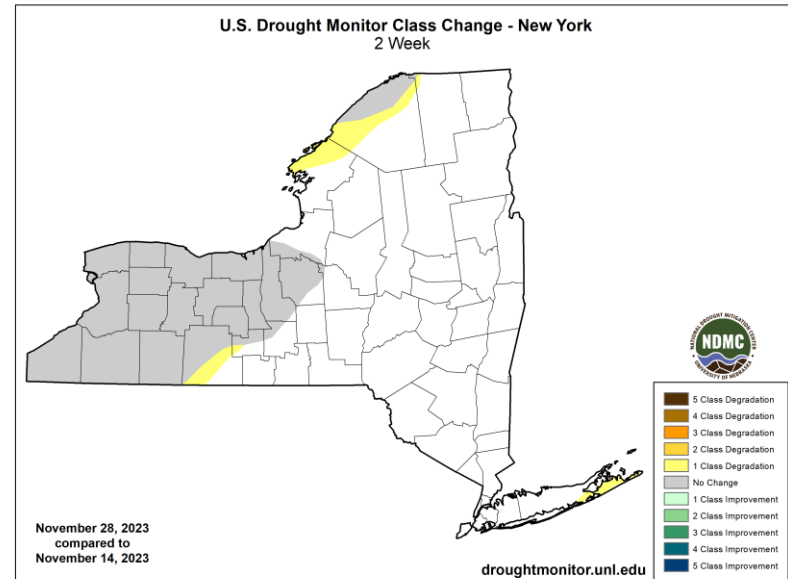 U.S. Drought Monitor Class Change - New York
2 Week
NATIONAL DROUGHT MITIGATION CENTER
NDMC
UNIVERSITY OF NEBRASKA
5 Class Degradation
4 Class Degradation
3 Class Degradation
2 Class Degradation
1 Class Degradation
No Change
1 Class Improvement
2 Class Improvement
3 Class Improvement
4 Class Improvement
5 Class Improvement
November 28, 2023
compared to
November 14, 2023
droughtmonitor.unl.edu